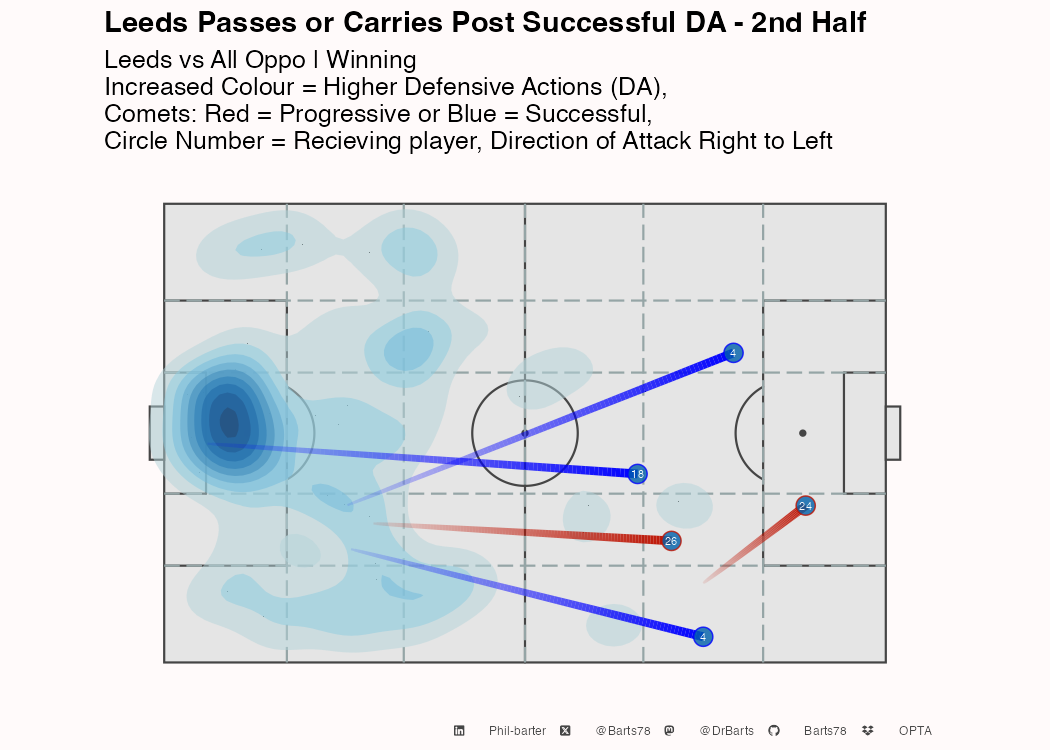 Leeds Passes or Carries Post Successful DA - 2nd Half
Leeds vs All Oppo | Winning
Increased Colour = Higher Defensive Actions (DA),
Comets: Red = Progressive or Blue = Successful,
Circle Number = Recieving player, Direction of Attack Right to Left
4
18
24
26
4
Phil-barter @Barts78 @DrBarts Barts78 OPTA